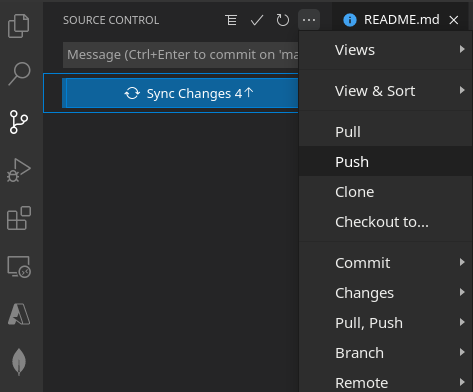 SOURCE CONTROL
README.md
Message (Ctrl+Enter to commit on 'ma
Sync Changes 4↑
Views
View & Sort
Pull
Push
Clone
Checkout to...
Commit
Changes
Pull, Push
Branch
Remote